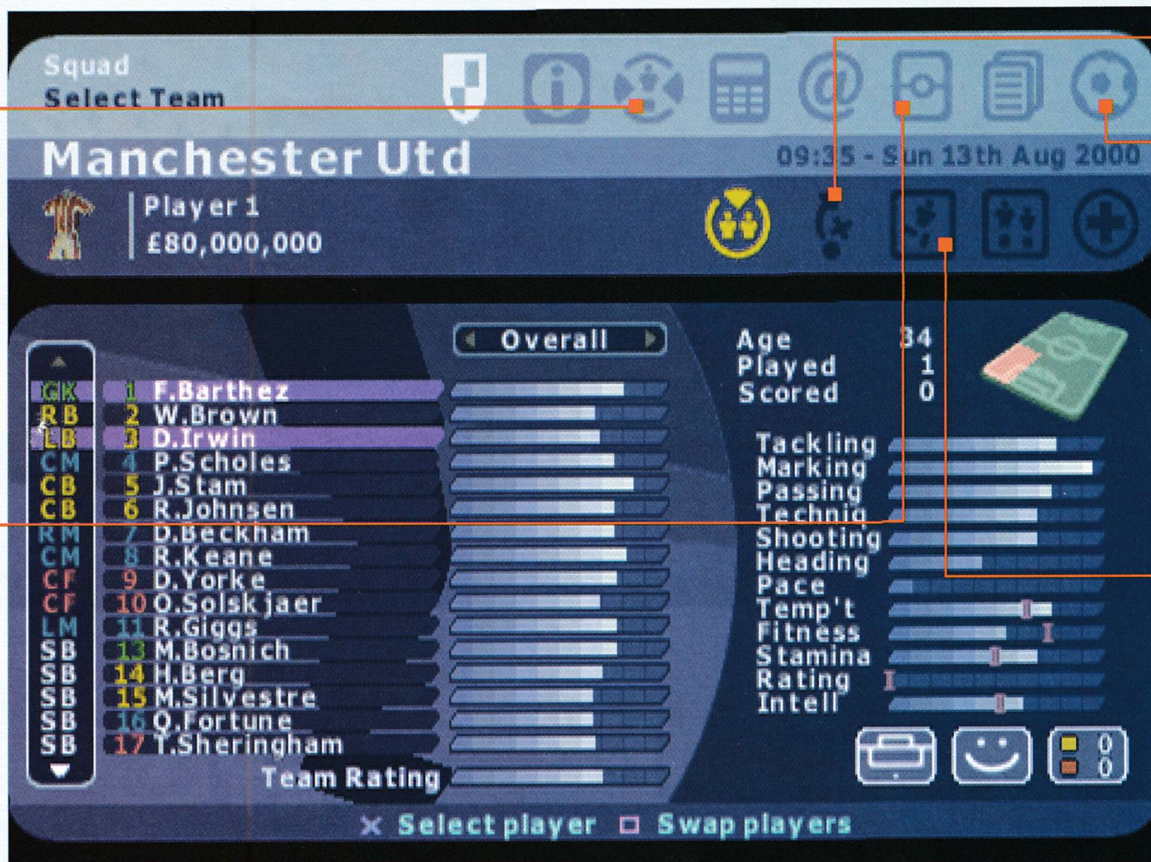 Squad
Select Team
Manchester Utd
09:35 - Sun 13th Aug 2000
Player 1
£80,000,000
Overall
GK 1 F.Barthez
RB 2 W.Brown
LB 3 D.Irwin
CM 4 P.Scholes
CB 5 J.Stam
CB 6 R.Johnsen
RM 7 D.Beckham
CM 8 R.Keane
CF 9 D.Yorke
CF 10 O.Solskjaer
LM 11 R.Giggs
SB 13 M.Bosnich
SB 14 H.Berg
SB 15 M.Silvestre
SB 16 Q.Fortune
SB 17 T.Sheringham
Team Rating
Age 34
Played 1
Scored 0
Tackling
Marking
Passing
Techniq
Shooting
Heading
Pace
Temp't
Fitness
Stamina
Rating
Intell
0
0
X Select player □ Swap players